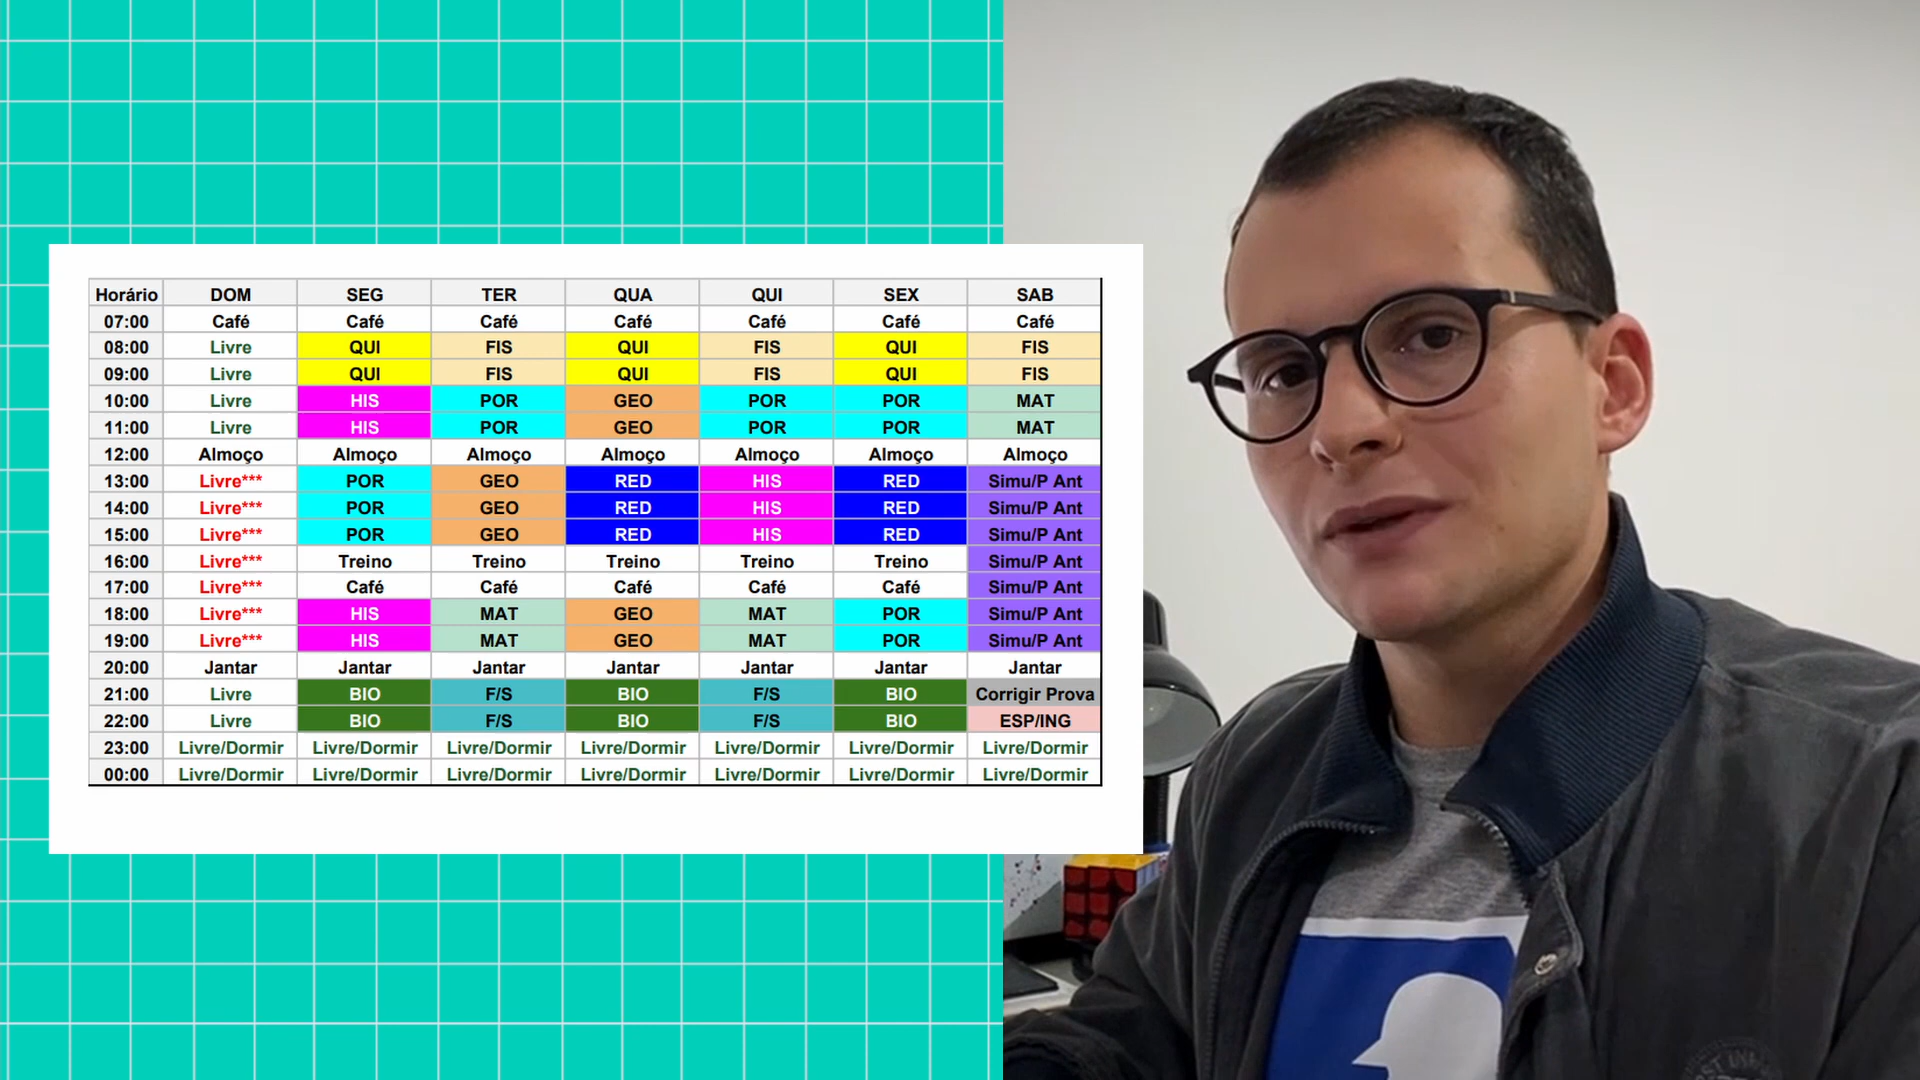 Horário DOM SEG TER QUA QUI SEX SAB
07:00 Café Café Café Café Café Café Café
08:00 Livre QUI FIS QUI FIS QUI FIS
09:00 Livre QUI FIS QUI FIS QUI FIS
10:00 Livre HIS POR GEO POR POR MAT
11:00 Livre HIS POR GEO POR POR MAT
12:00 Almoço Almoço Almoço Almoço Almoço Almoço Almoço
13:00 Livre*** POR GEO RED HIS RED Simu/P Ant
14:00 Livre*** POR GEO RED HIS RED Simu/P Ant
15:00 Livre*** POR GEO RED HIS RED Simu/P Ant
16:00 Livre*** Treino Treino Treino Treino Treino Simu/P Ant
17:00 Livre*** Café Café Café Café Café Simu/P Ant
18:00 Livre*** HIS MAT GEO MAT POR Simu/P Ant
19:00 Livre*** HIS MAT GEO MAT POR Simu/P Ant
20:00 Jantar Jantar Jantar Jantar Jantar Jantar Jantar
21:00 Livre BIO F/S BIO F/S BIO Corrigir Prova
22:00 Livre BIO F/S BIO F/S BIO ESP/ING
23:00 Livre/Dormir Livre/Dormir Livre/Dormir Livre/Dormir Livre/Dormir Livre/Dormir Livre/Dormir
00:00 Livre/Dormir Livre/Dormir Livre/Dormir Livre/Dormir Livre/Dormir Livre/Dormir Livre/Dormir